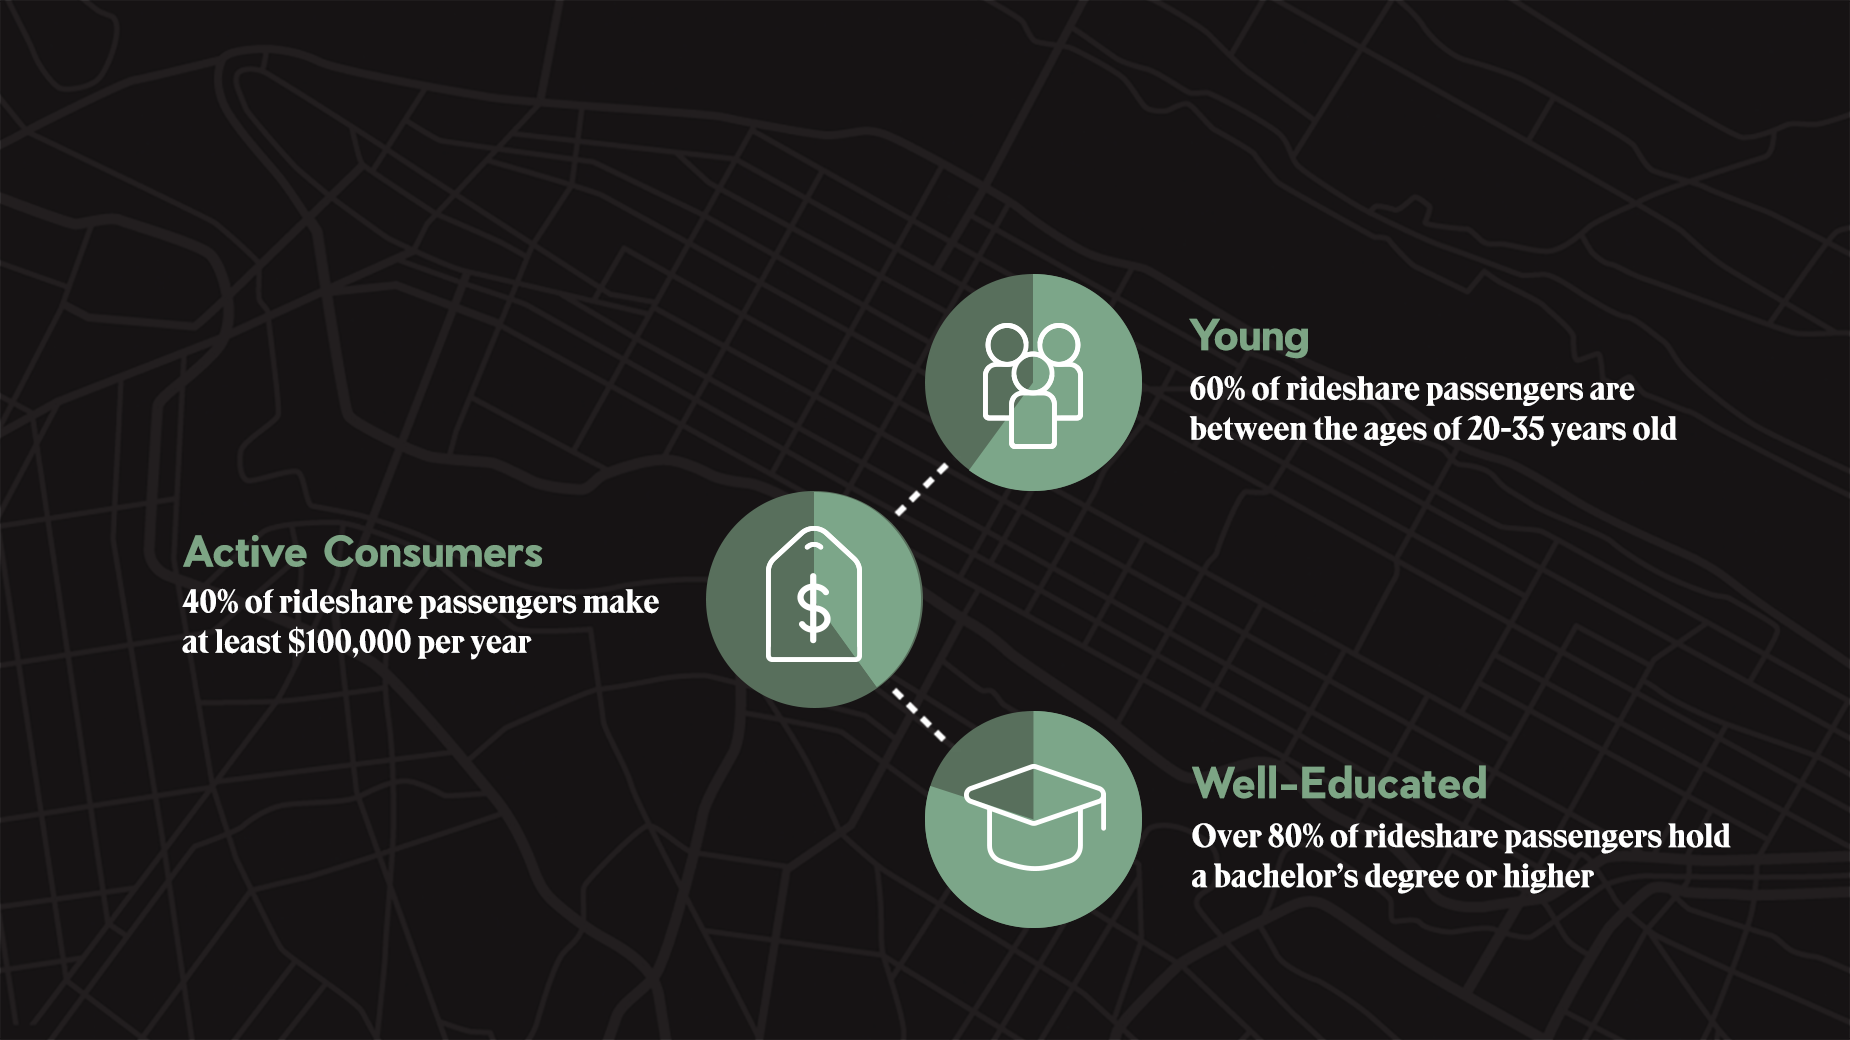 Young
60% of rideshare passengers are
between the ages of 20-35 years old
Active Consumers
40% of rideshare passengers make
at least $100,000 per year
$
Well-Educated
Over 80% of rideshare passengers hold
a bachelor’s degree or higher